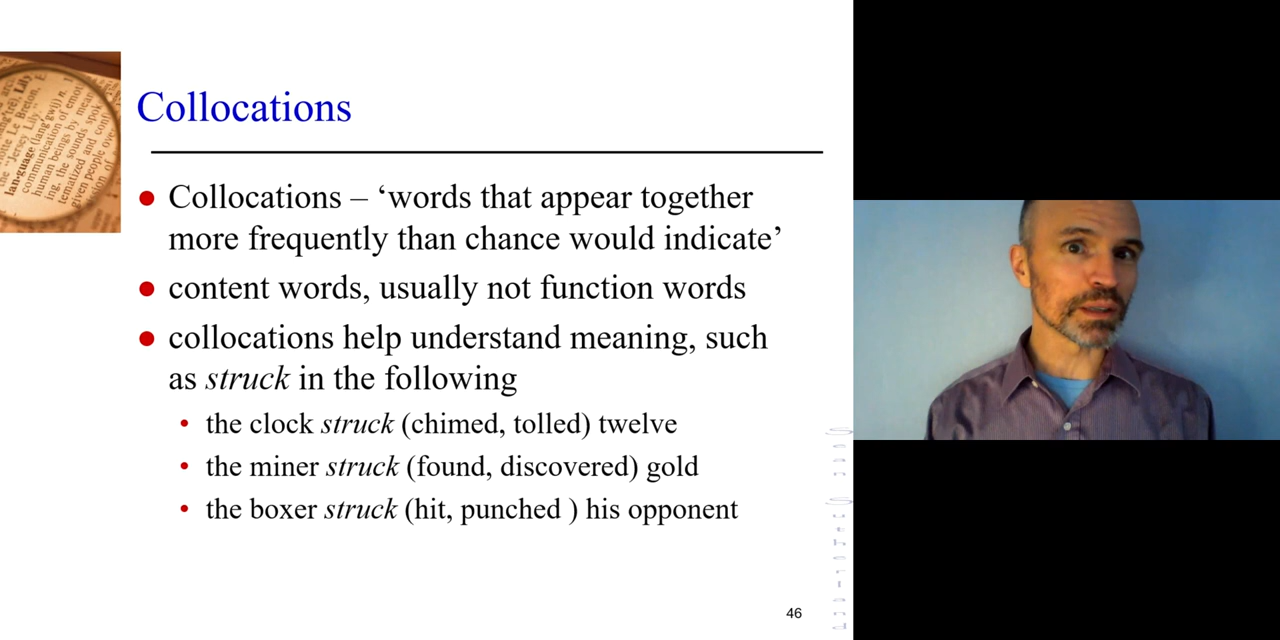 Collocations
Collocations – ‘words that appear together
more frequently than chance would indicate’
content words, usually not function words
collocations help understand meaning, such
as struck in the following
the clock struck (chimed, tolled) twelve
the miner struck (found, discovered) gold
the boxer struck (hit, punched ) his opponent
46